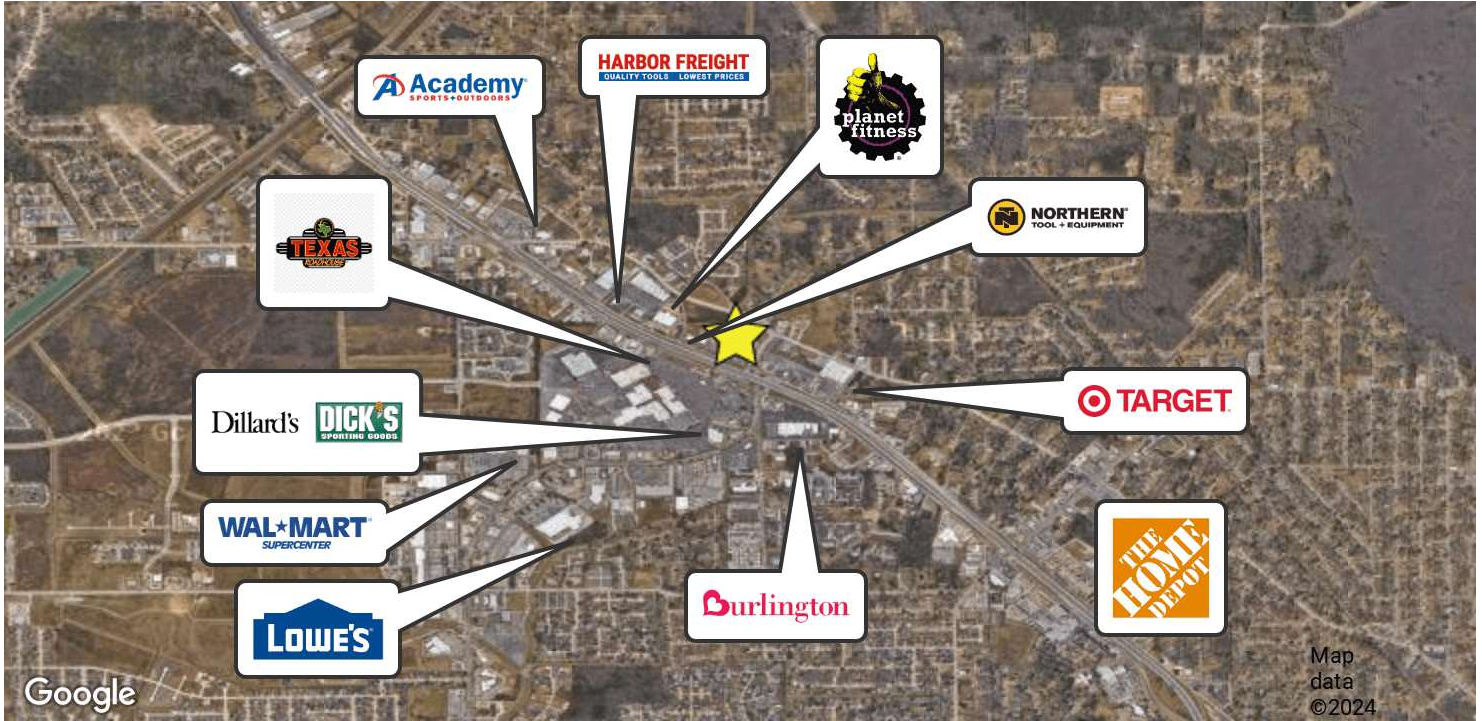 Academy
SPORTS+OUTDOORS
HARBOR FREIGHT
QUALITY TOOLS LOWEST PRICES
planet
fitness
NORTHERN
TOOL + EQUIPMENT
TEXAS
ROADHOUSE
Dillard's
DICK'S
SPORTING GOODS
TARGET
WAL★MART
SUPERCENTER
LOWE'S
Burlington
THE
HOME
DEPOT
Google
Map
data
©2024